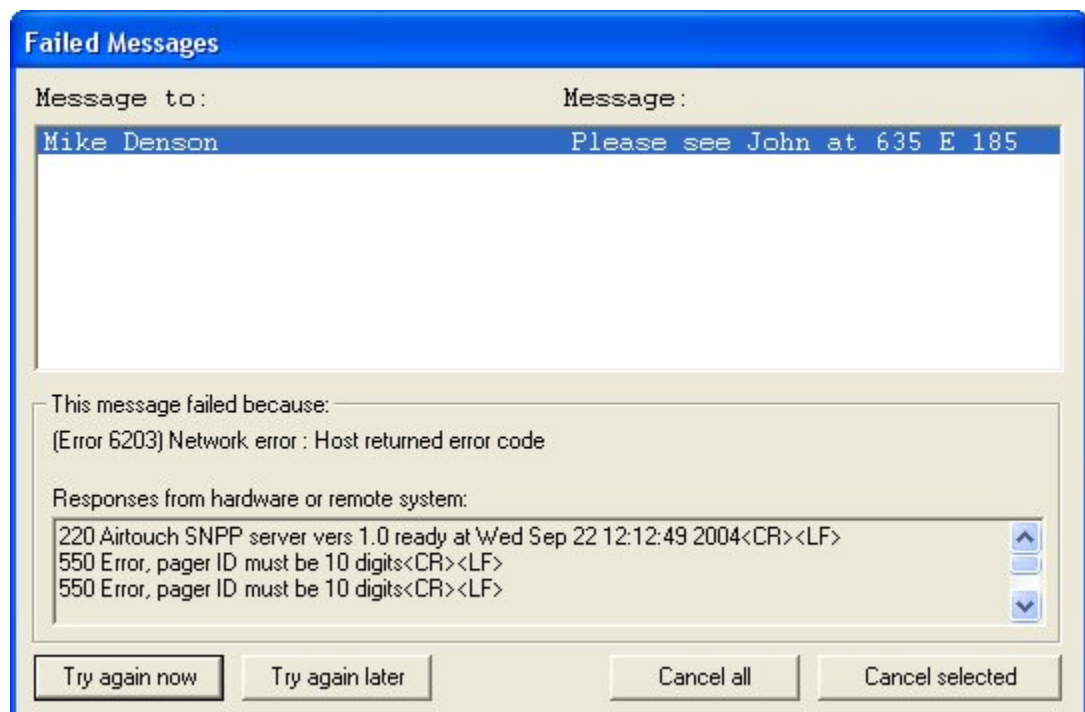 Failed Messages
Message to: Message:
Mike Denson Please see John at 635 E 185
This message failed because:
(Error 6203) Network error : Host returned error code
Responses from hardware or remote system:
220 Airtouch SNPP server vers 1.0 ready at Wed Sep 22 12:12:49 2004<CR><LF>
550 Error, pager ID must be 10 digits<CR><LF>
550 Error, pager ID must be 10 digits<CR><LF>
Try again now Try again later Cancel all Cancel selected